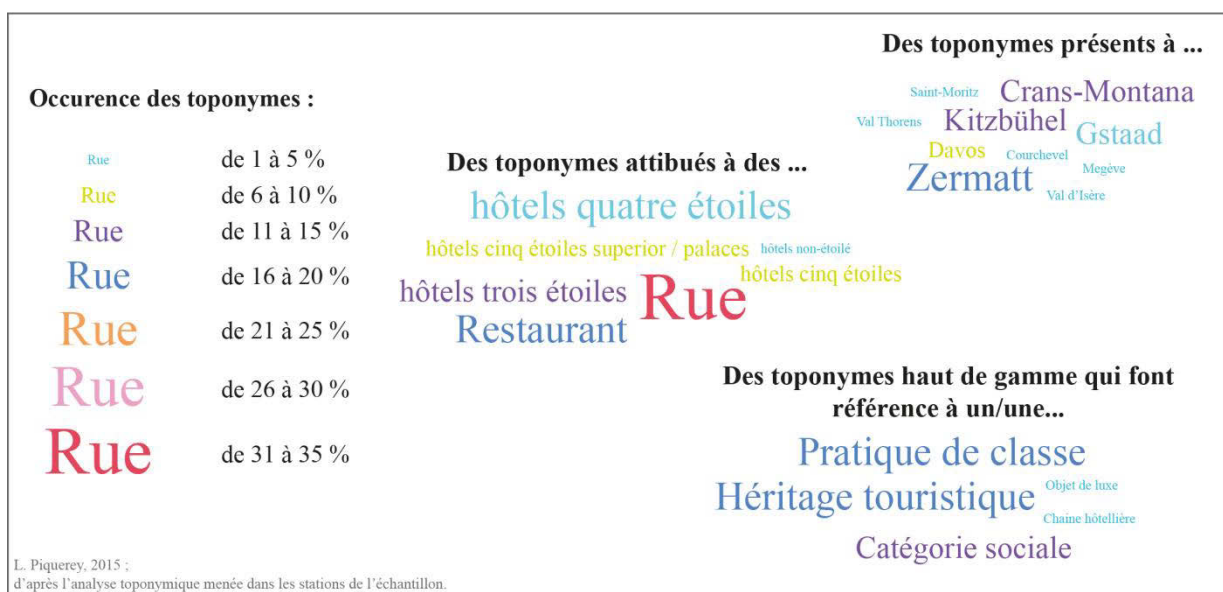 Occurence des toponymes :
Rue de 1 à 5 %
Rue de 6 à 10 %
Rue de 11 à 15 %
Rue de 16 à 20 %
Rue de 21 à 25 %
Rue de 26 à 30 %
Rue de 31 à 35 %
Des toponymes attibués à des ...
hôtels quatre étoiles
hôtels cinq étoiles superior / palaces
hôtels non-étoilé
hôtels cinq étoiles
hôtels trois étoiles
Rue
Restaurant
Des toponymes présents à ...
Saint-Moritz
Crans-Montana
Val Thorens
Kitzbühel
Gstaad
Davos
Courchevel
Megève
Zermatt
Val d'Isère
Des toponymes haut de gamme qui font
référence à un/une...
Pratique de classe
Héritage touristique
Objet de luxe
Chaine hôtellière
Catégorie sociale
L. Piquerey, 2015 ;
d'après l'analyse toponymique menée dans les stations de l'échantillon.